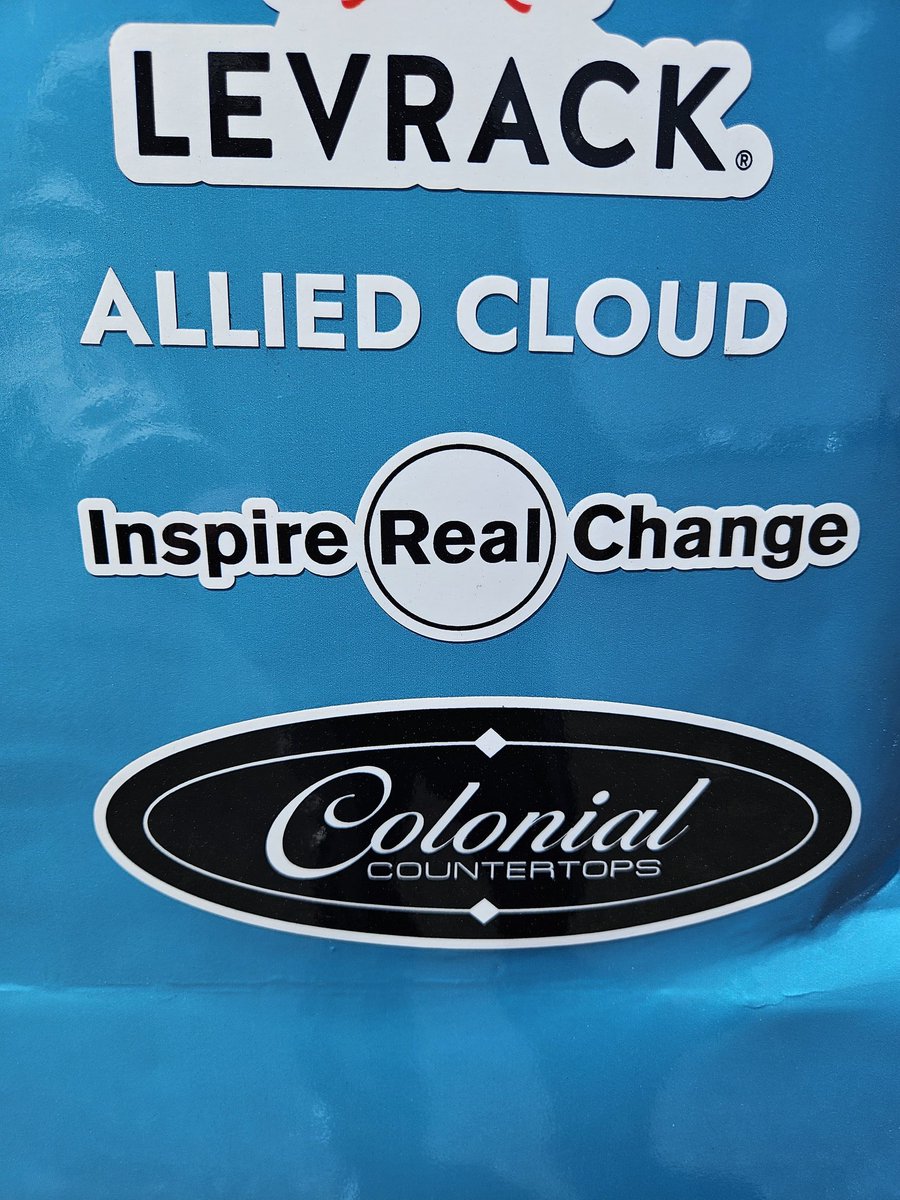 LEVRACK®
ALLIED CLOUD
Inspire Real Change
Colonial
COUNTERTOPS